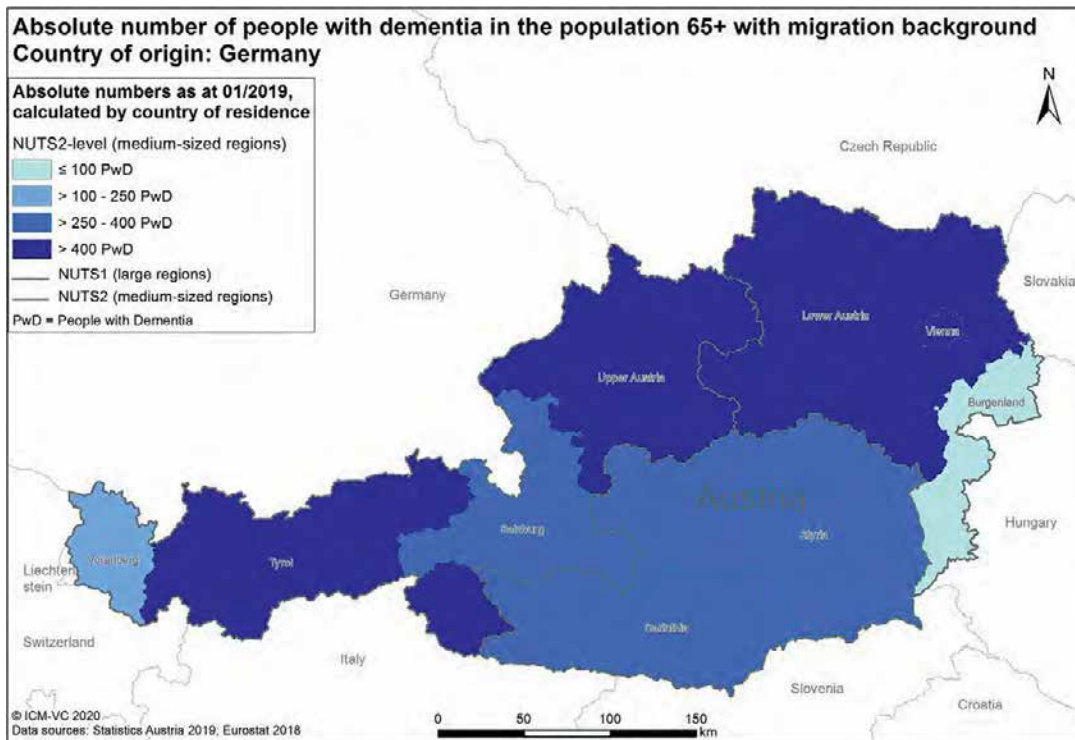 Absolute number of people with dementia in the population 65+ with migration background
Country of origin: Germany
Absolute numbers as at 01/2019,
calculated by country of residence
NUTS2-level (medium-sized regions)
≤ 100 PwD
> 100 - 250 PwD
> 250 - 400 PwD
> 400 PwD
NUTS1 (large regions)
NUTS2 (medium-sized regions)
PwD = People with Dementia
N
Czech Republic
Slovakia
Germany
Lower Austria
Vienna
Upper Austria
Burgenland
Austria
Hungary
Salzburg
Styria
Vorarlberg
Tyrol
Liechten
stein
Carinthia
Switzerland
Italy
Slovenia
Croatia
© ICM-VC 2020
Data sources: Statistics Austria 2019; Eurostat 2018
0 50 100 150
km